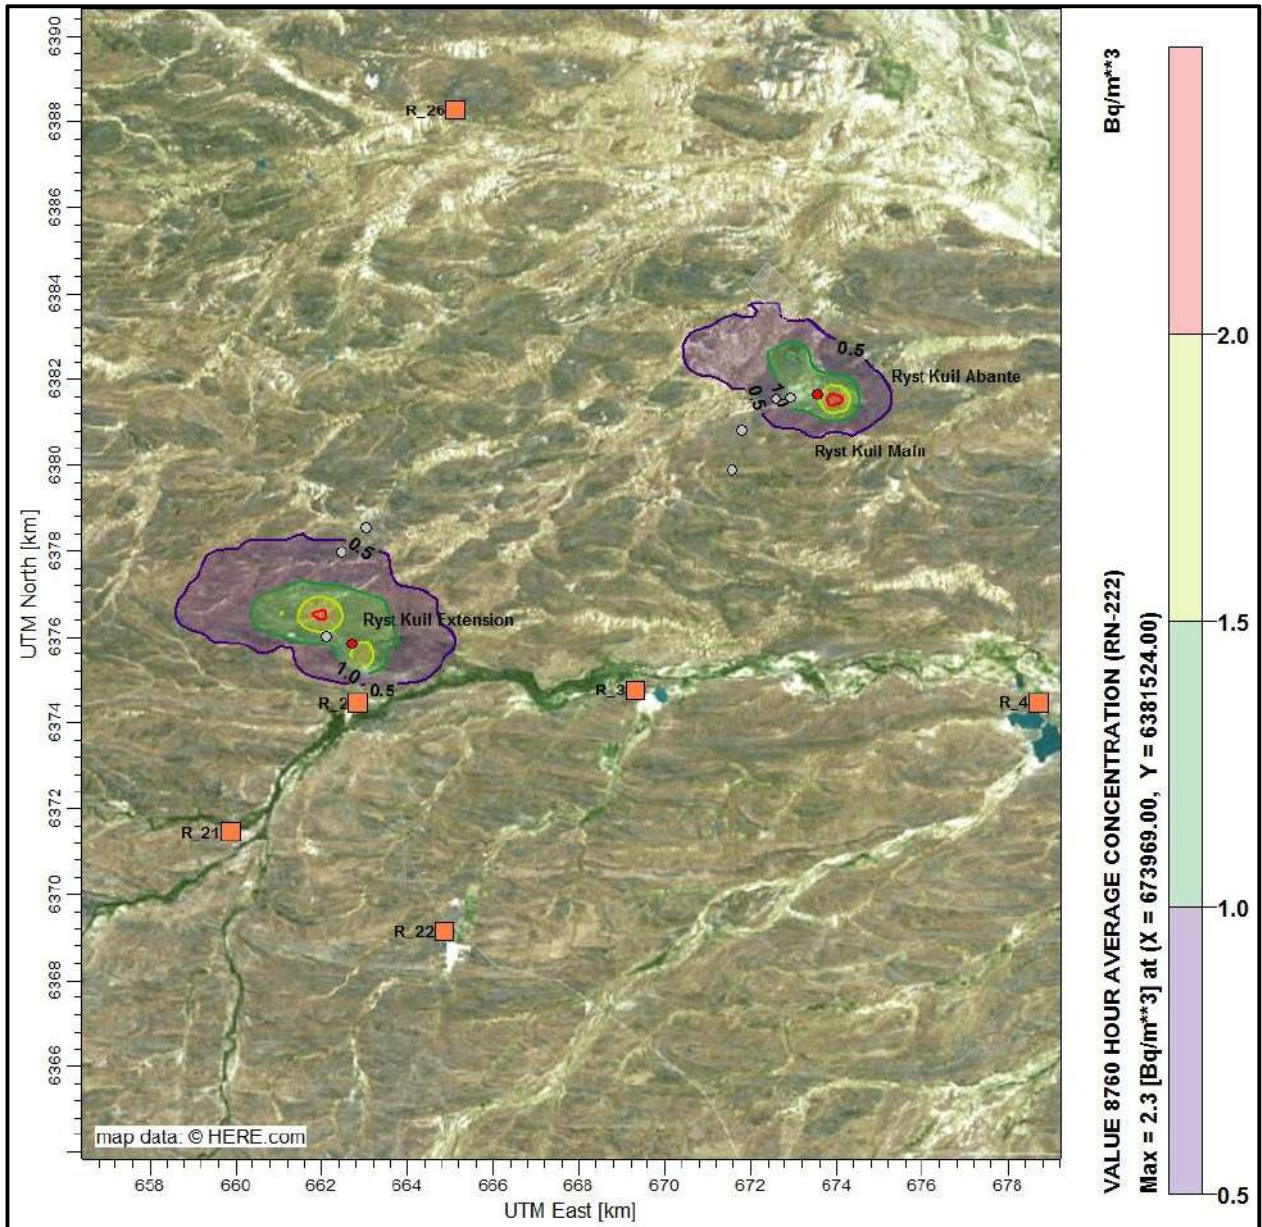 6390
6388
6386
6384
6382
6380
6378
6376
6374
6372
6370
6368
6366
UTM North [km]
R_26
0.5
Ryst Kuil Abante
0.5
1.0
Ryst Kuil Main
0.5
Ryst Kuil Extension
1.0
0.5
R_2
R_3
R_4
R_21
R_22
map data: © HERE.com
658
660
662
664
666
668
670
672
674
676
678
UTM East [km]
VALUE 8760 HOUR AVERAGE CONCENTRATION (RN-222)
Bq/m**3
Max = 2.3 [Bq/m**3] at (X = 673969.00, Y = 6381524.00)
2.0
1.5
1.0
0.5